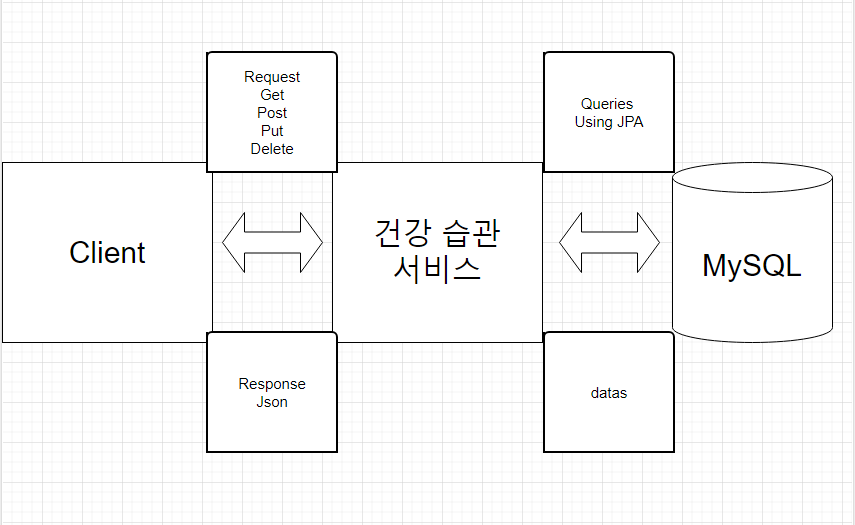 Request
Get
Post
Put
Delete
Queries
Using JPA
Client
건강 습관
서비스
MySQL
Response
Json
datas